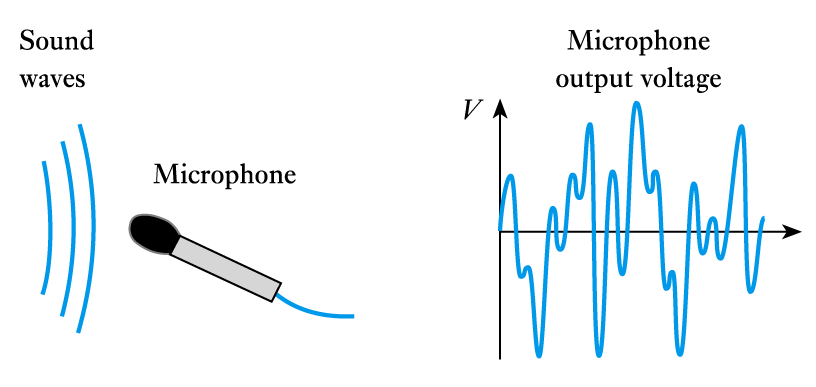 Sound
waves
Microphone
Microphone
output voltage
V